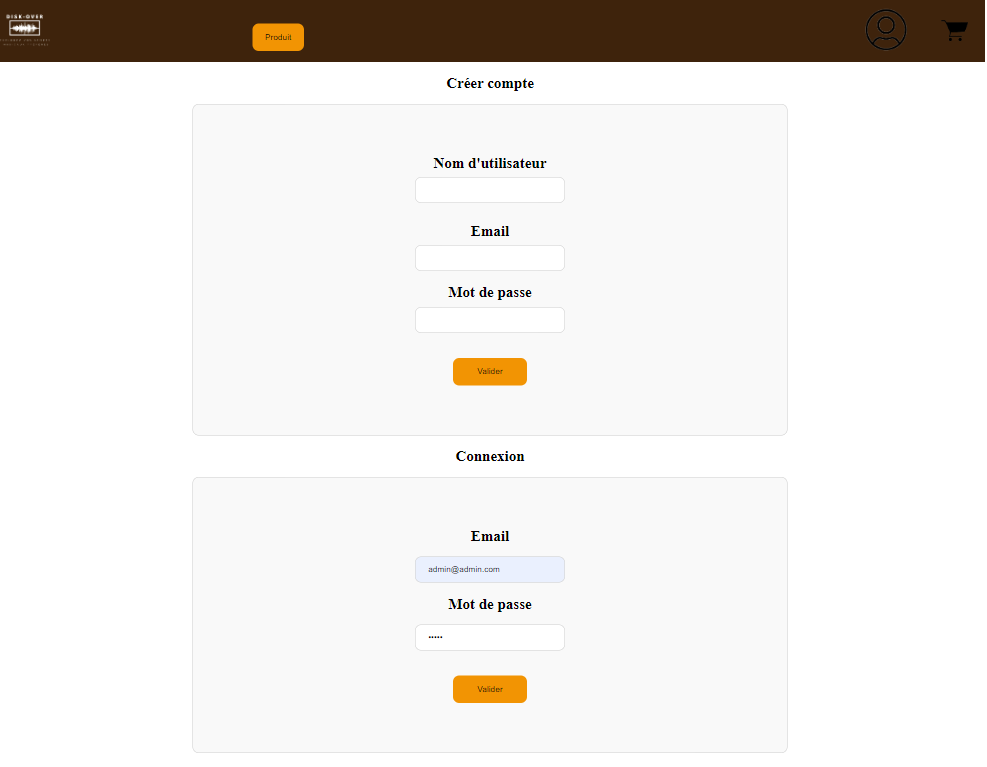 DISK-OVER
Produit
Créer compte
Nom d'utilisateur
Email
Mot de passe
Valider
Connexion
Email
admin@admin.com
Mot de passe
•••••
Valider